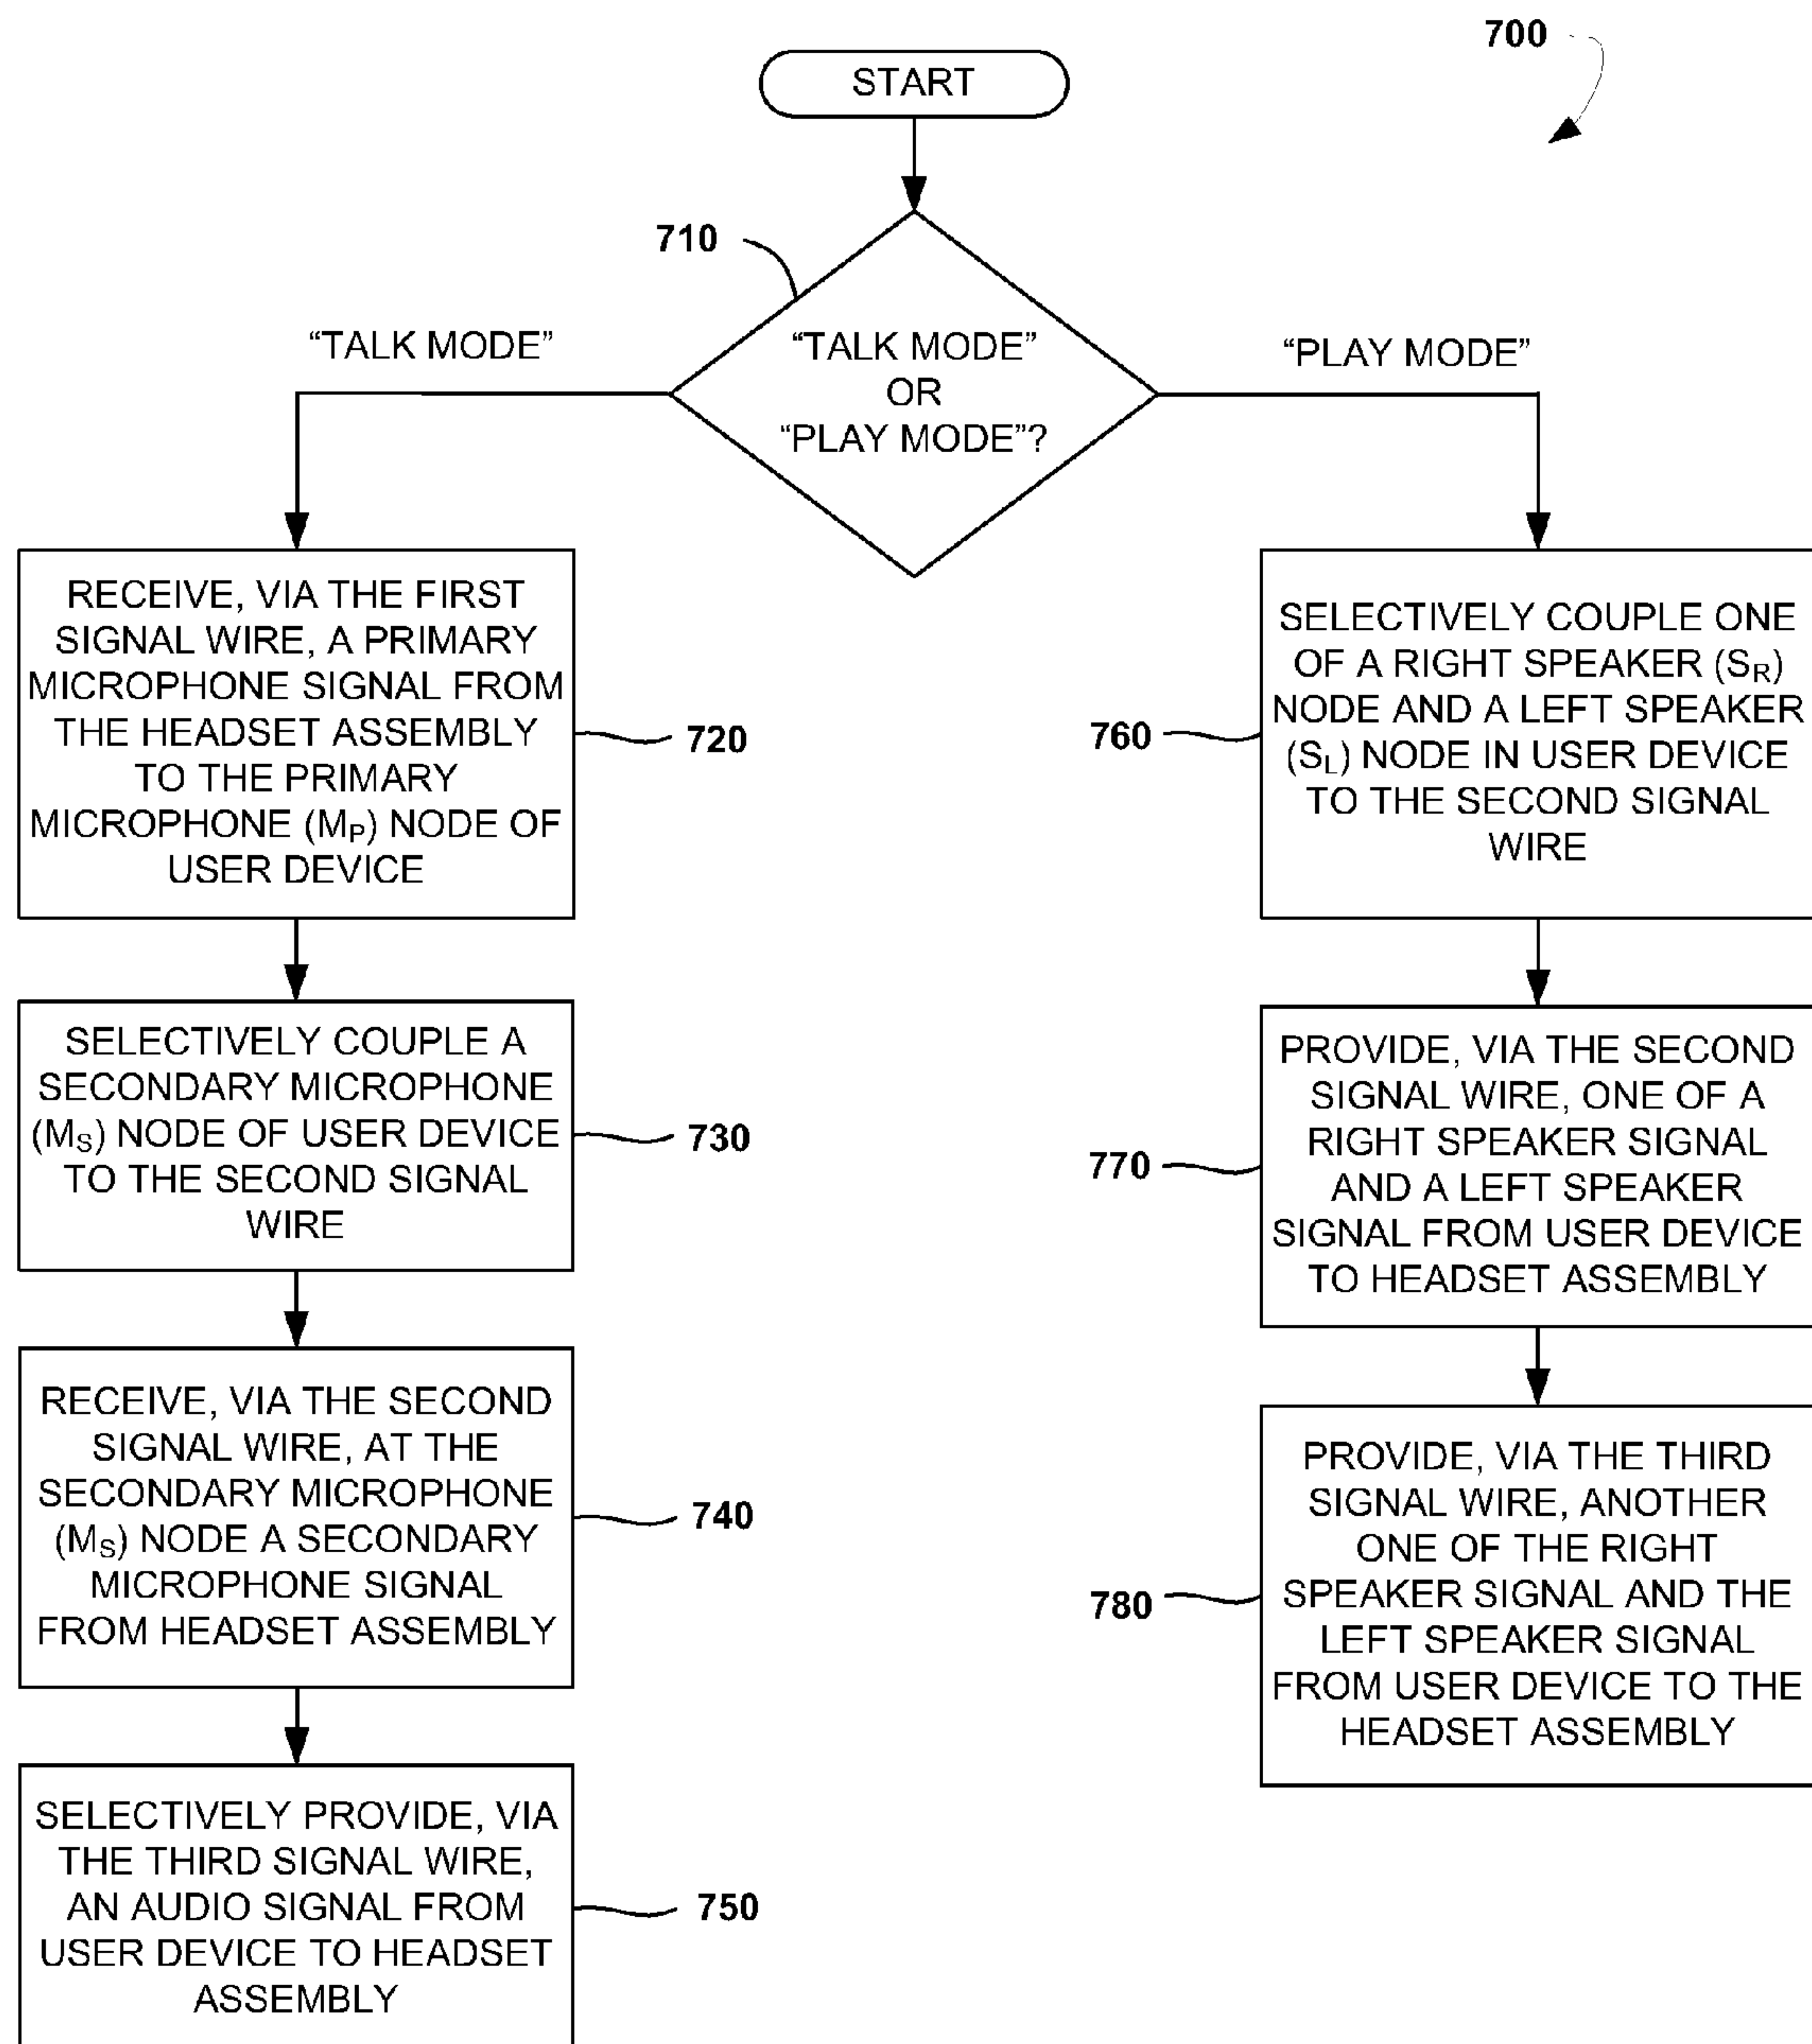 700
START
710
“TALK MODE”
“TALK MODE”
OR
“PLAY MODE”?
“PLAY MODE”
RECEIVE, VIA THE FIRST
SIGNAL WIRE, A PRIMARY
MICROPHONE SIGNAL FROM
THE HEADSET ASSEMBLY
TO THE PRIMARY
MICROPHONE (MP) NODE OF
USER DEVICE
720
SELECTIVELY COUPLE A
SECONDARY MICROPHONE
(MS) NODE OF USER DEVICE
TO THE SECOND SIGNAL
WIRE
730
RECEIVE, VIA THE SECOND
SIGNAL WIRE, AT THE
SECONDARY MICROPHONE
(MS) NODE A SECONDARY
MICROPHONE SIGNAL
FROM HEADSET ASSEMBLY
740
SELECTIVELY PROVIDE, VIA
THE THIRD SIGNAL WIRE,
AN AUDIO SIGNAL FROM
USER DEVICE TO HEADSET
ASSEMBLY
750
SELECTIVELY COUPLE ONE
OF A RIGHT SPEAKER (SR)
NODE AND A LEFT SPEAKER
(SL) NODE IN USER DEVICE
TO THE SECOND SIGNAL
WIRE
760
PROVIDE, VIA THE SECOND
SIGNAL WIRE, ONE OF A
RIGHT SPEAKER SIGNAL
AND A LEFT SPEAKER
SIGNAL FROM USER DEVICE
TO HEADSET ASSEMBLY
770
PROVIDE, VIA THE THIRD
SIGNAL WIRE, ANOTHER
ONE OF THE RIGHT
SPEAKER SIGNAL AND THE
LEFT SPEAKER SIGNAL
FROM USER DEVICE TO THE
HEADSET ASSEMBLY
780